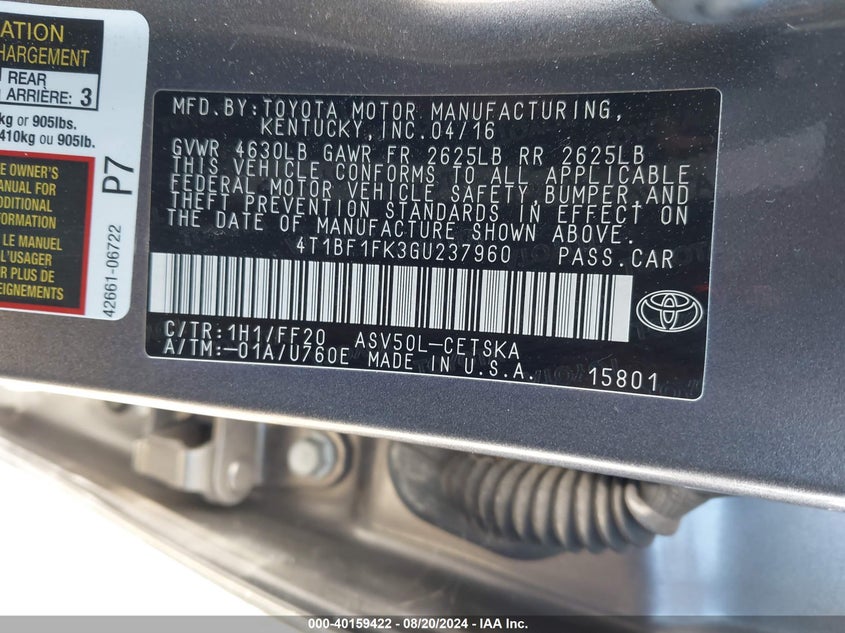 ATION
CHARGEMENT
REAR
ARRIÈRE: 3
kg or 905lbs.
410kg ou 905lb.
E OWNER'S
MANUAL FOR
ADDITIONAL
FORMATION
LE MANUEL
L'USAGER
UR PLUS DE
EIGNEMENTS
P7
42661-06722
MFD.BY:TOYOTA MOTOR MANUFACTURING,
KENTUCKY,INC.04/16
GVWR 4630LB GAWR FR 2625LB RR 2625LB
THIS VEHICLE CONFORMS TO ALL APPLICABLE
FEDERAL MOTOR VEHICLE SAFETY,BUMPER,AND
THEFT PREVENTION STANDARDS IN EFFECT ON
THE DATE OF MANUFACTURE SHOWN ABOVE.
4T1BF1FK3GU237960 PASS.CAR
C/TR:1H1/FF20 ASV50L-CETSKA
A/TM:-01A/U760E MADE IN U.S.A. 15801
000-40159422 - 08/20/2024 - IAA Inc.